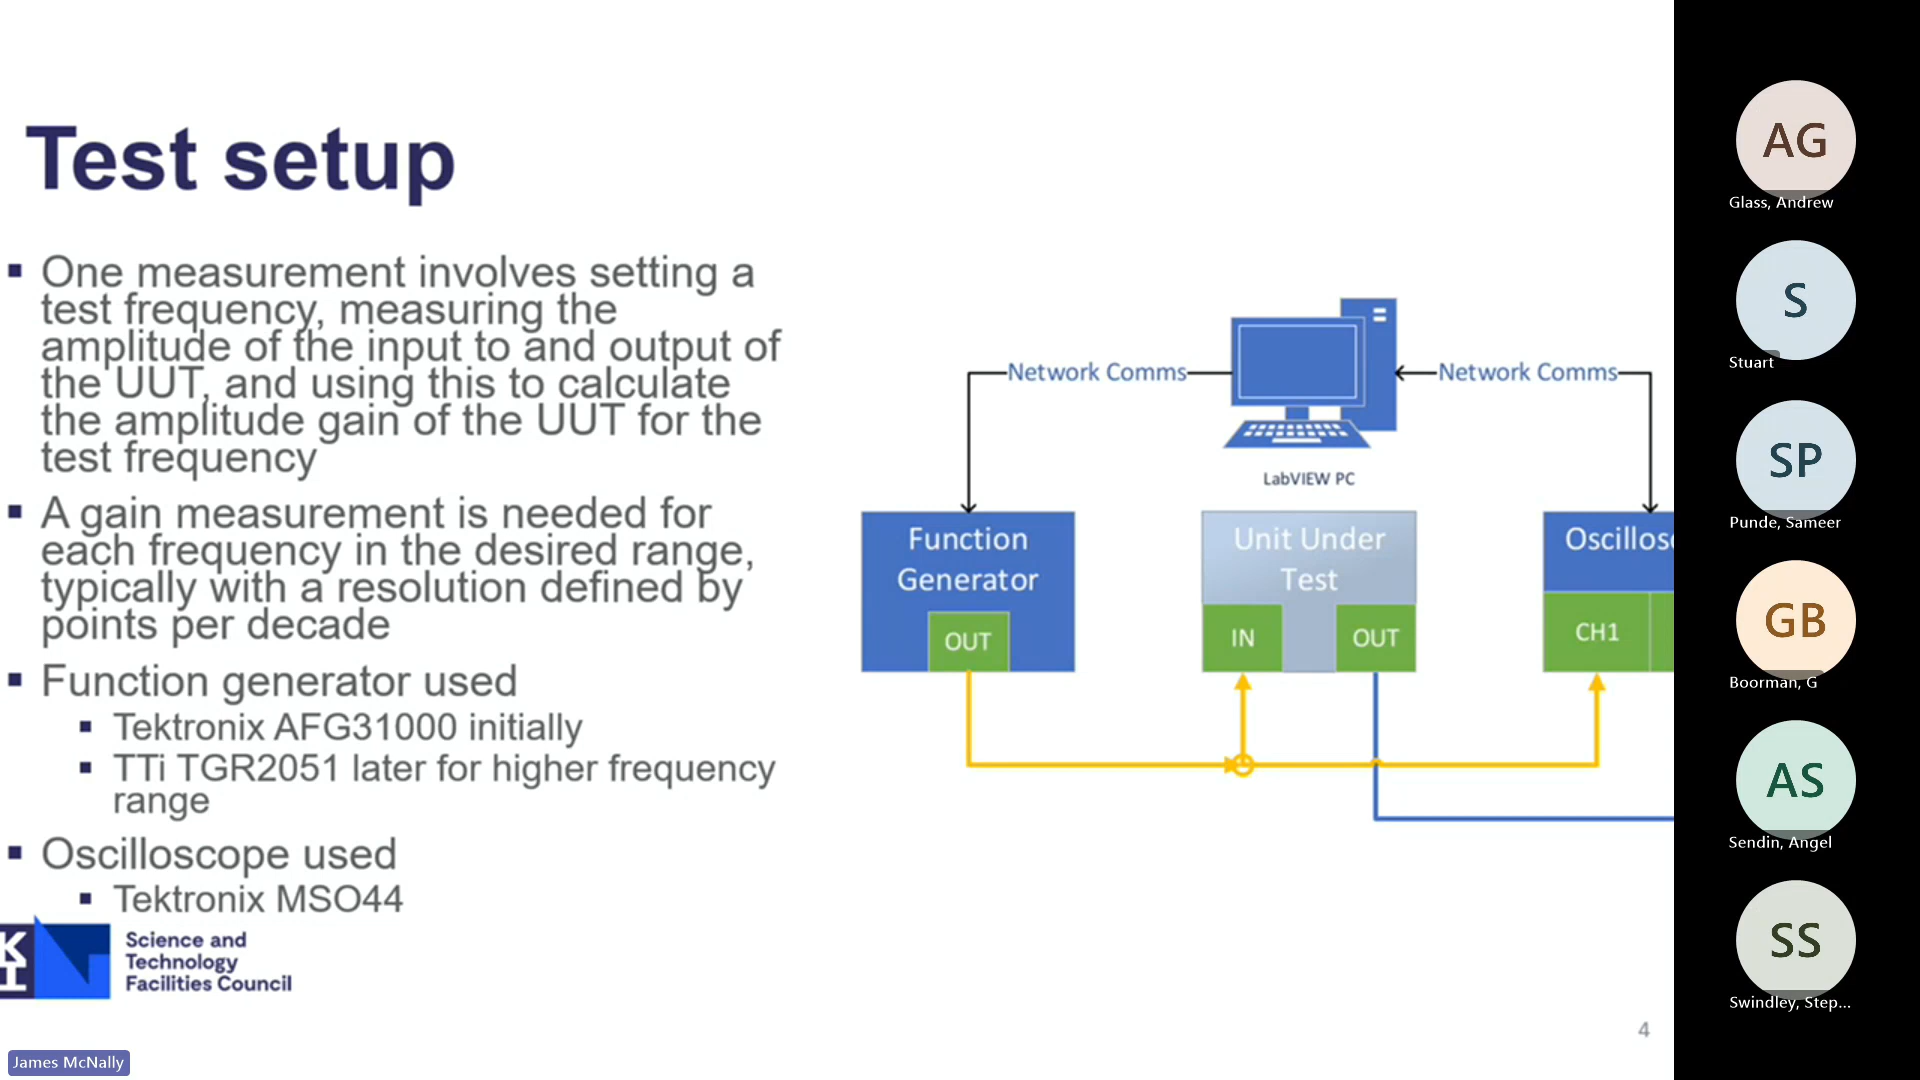 Test setup
One measurement involves setting a
test frequency, measuring the
amplitude of the input to and output of
the UUT, and using this to calculate
the amplitude gain of the UUT for the
test frequency
A gain measurement is needed for
each frequency in the desired range,
typically with a resolution defined by
points per decade
Function generator used
Tektronix AFG31000 initially
TTi TGR2051 later for higher frequency
range
Oscilloscope used
Tektronix MSO44
Science and
Technology
Facilities Council
James McNally
Network Comms
Network Comms
LabVIEW PC
Function
Generator
OUT
Unit Under
Test
IN
OUT
CH1
4
AG
Glass, Andrew
S
Stuart
SP
Punde, Sameer
GB
Boorman, G
AS
Sendin, Angel
SS
Swindley, Step...